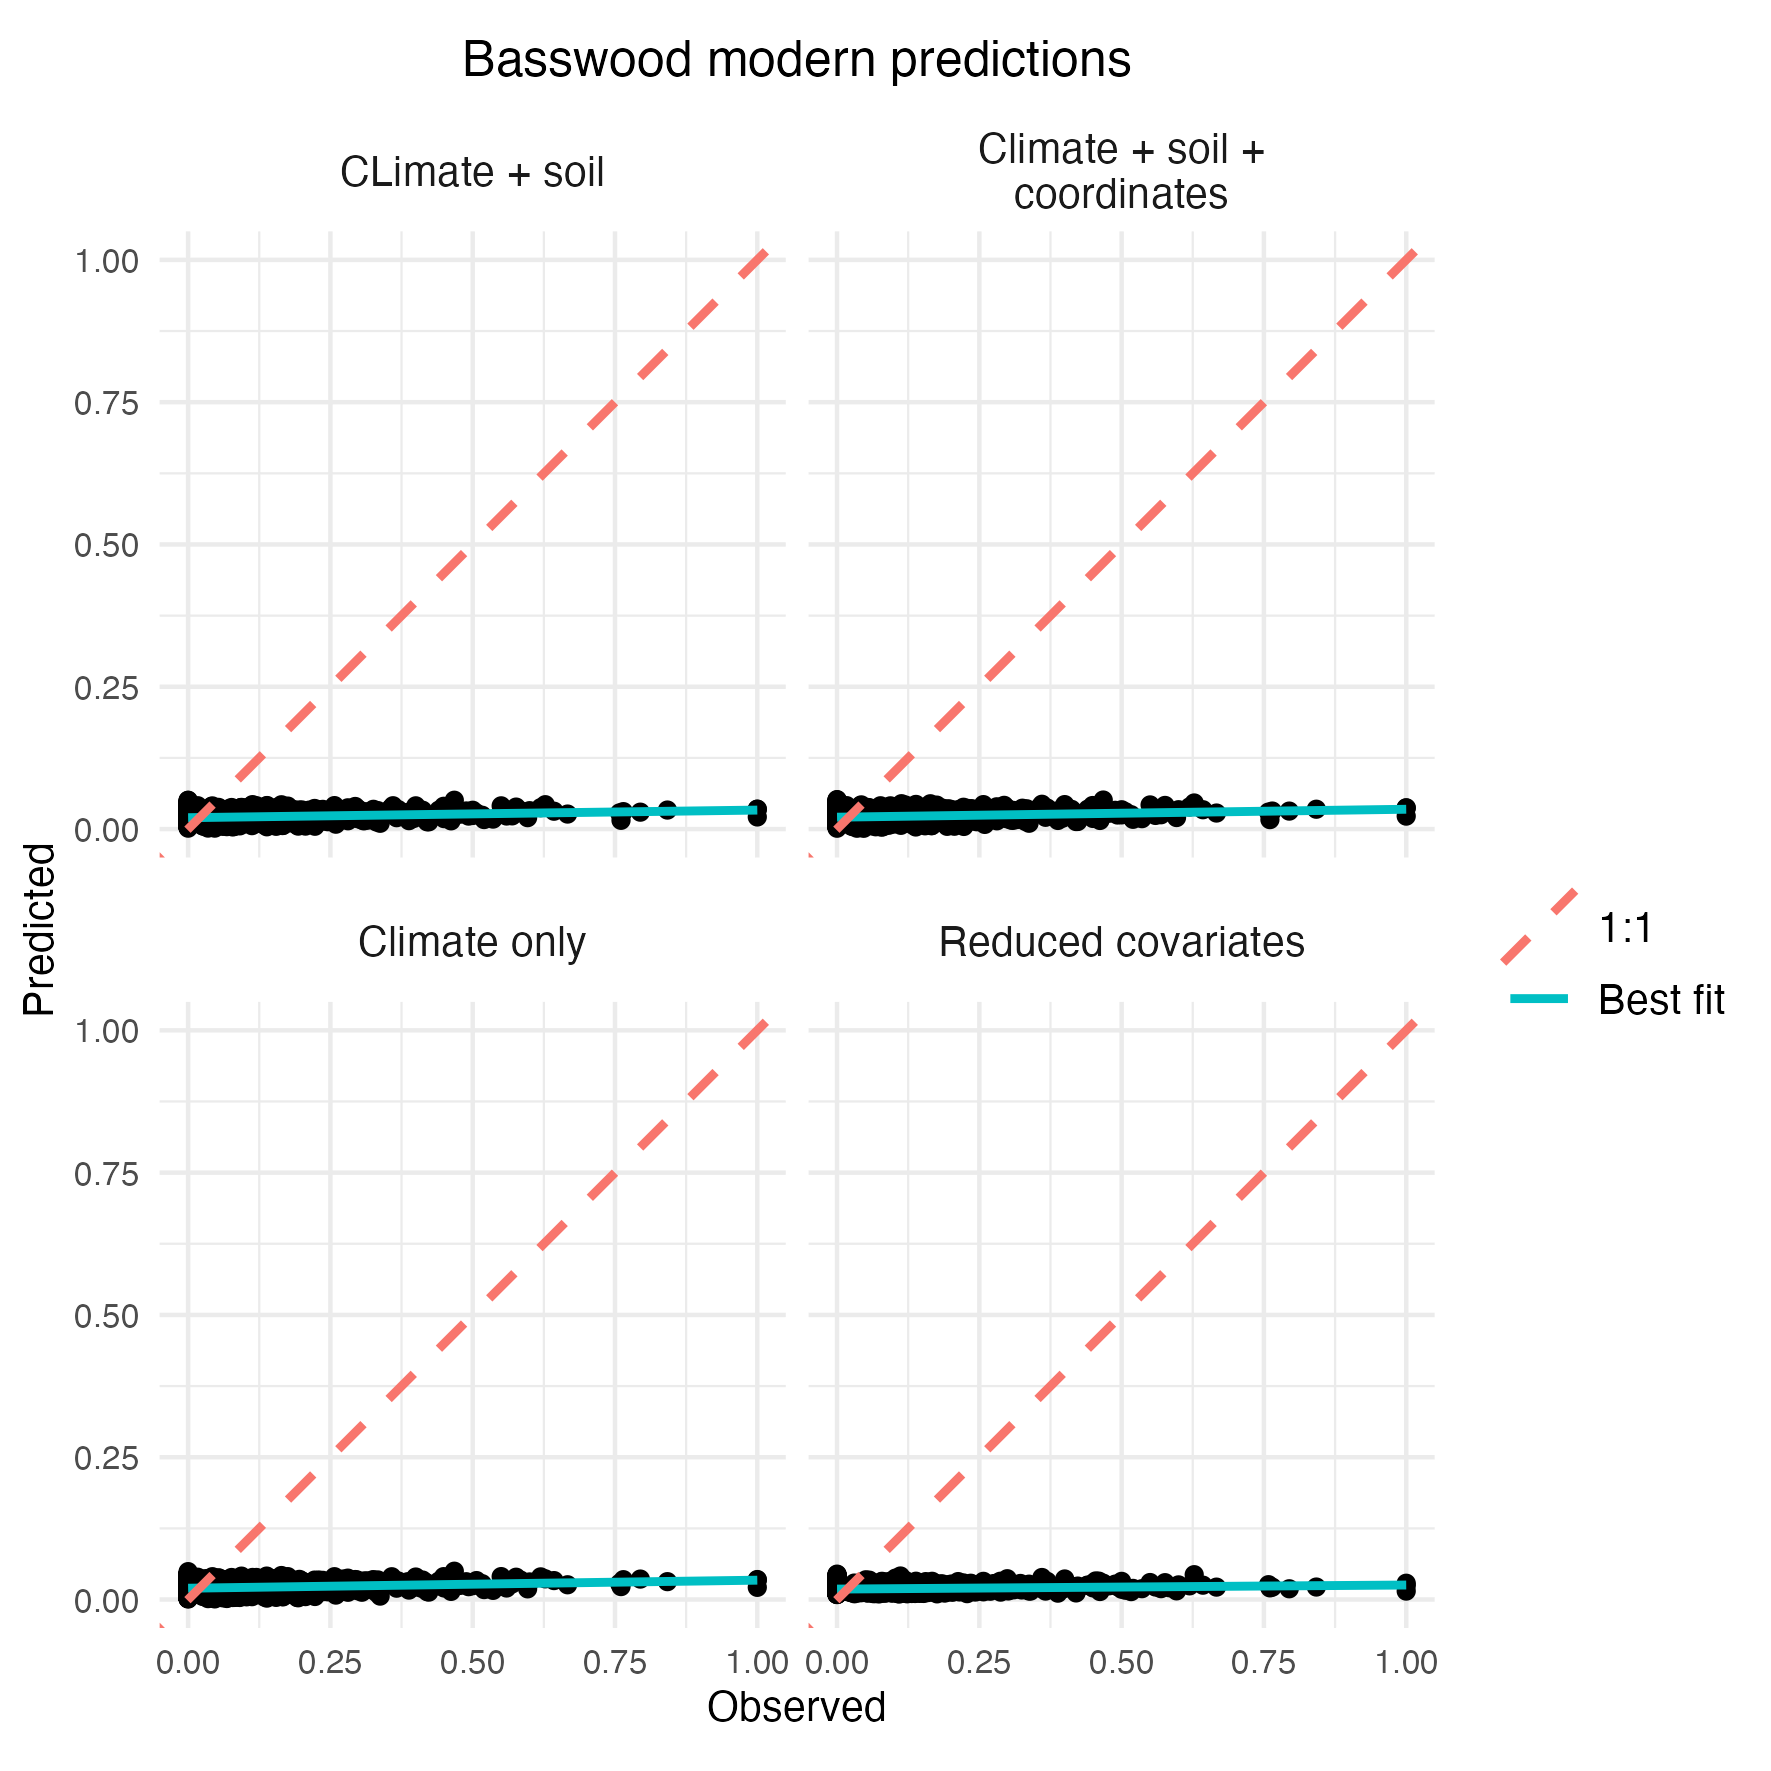 Basswood modern predictions
CLimate + soil
Climate + soil +
coordinates
1.00
0.75
0.50
0.25
0.00
Predicted
Climate only
Reduced covariates
1:1
Best fit
1.00
0.75
0.50
0.25
0.00
0.00 0.25 0.50 0.75 1.00 0.00 0.25 0.50 0.75 1.00
Observed